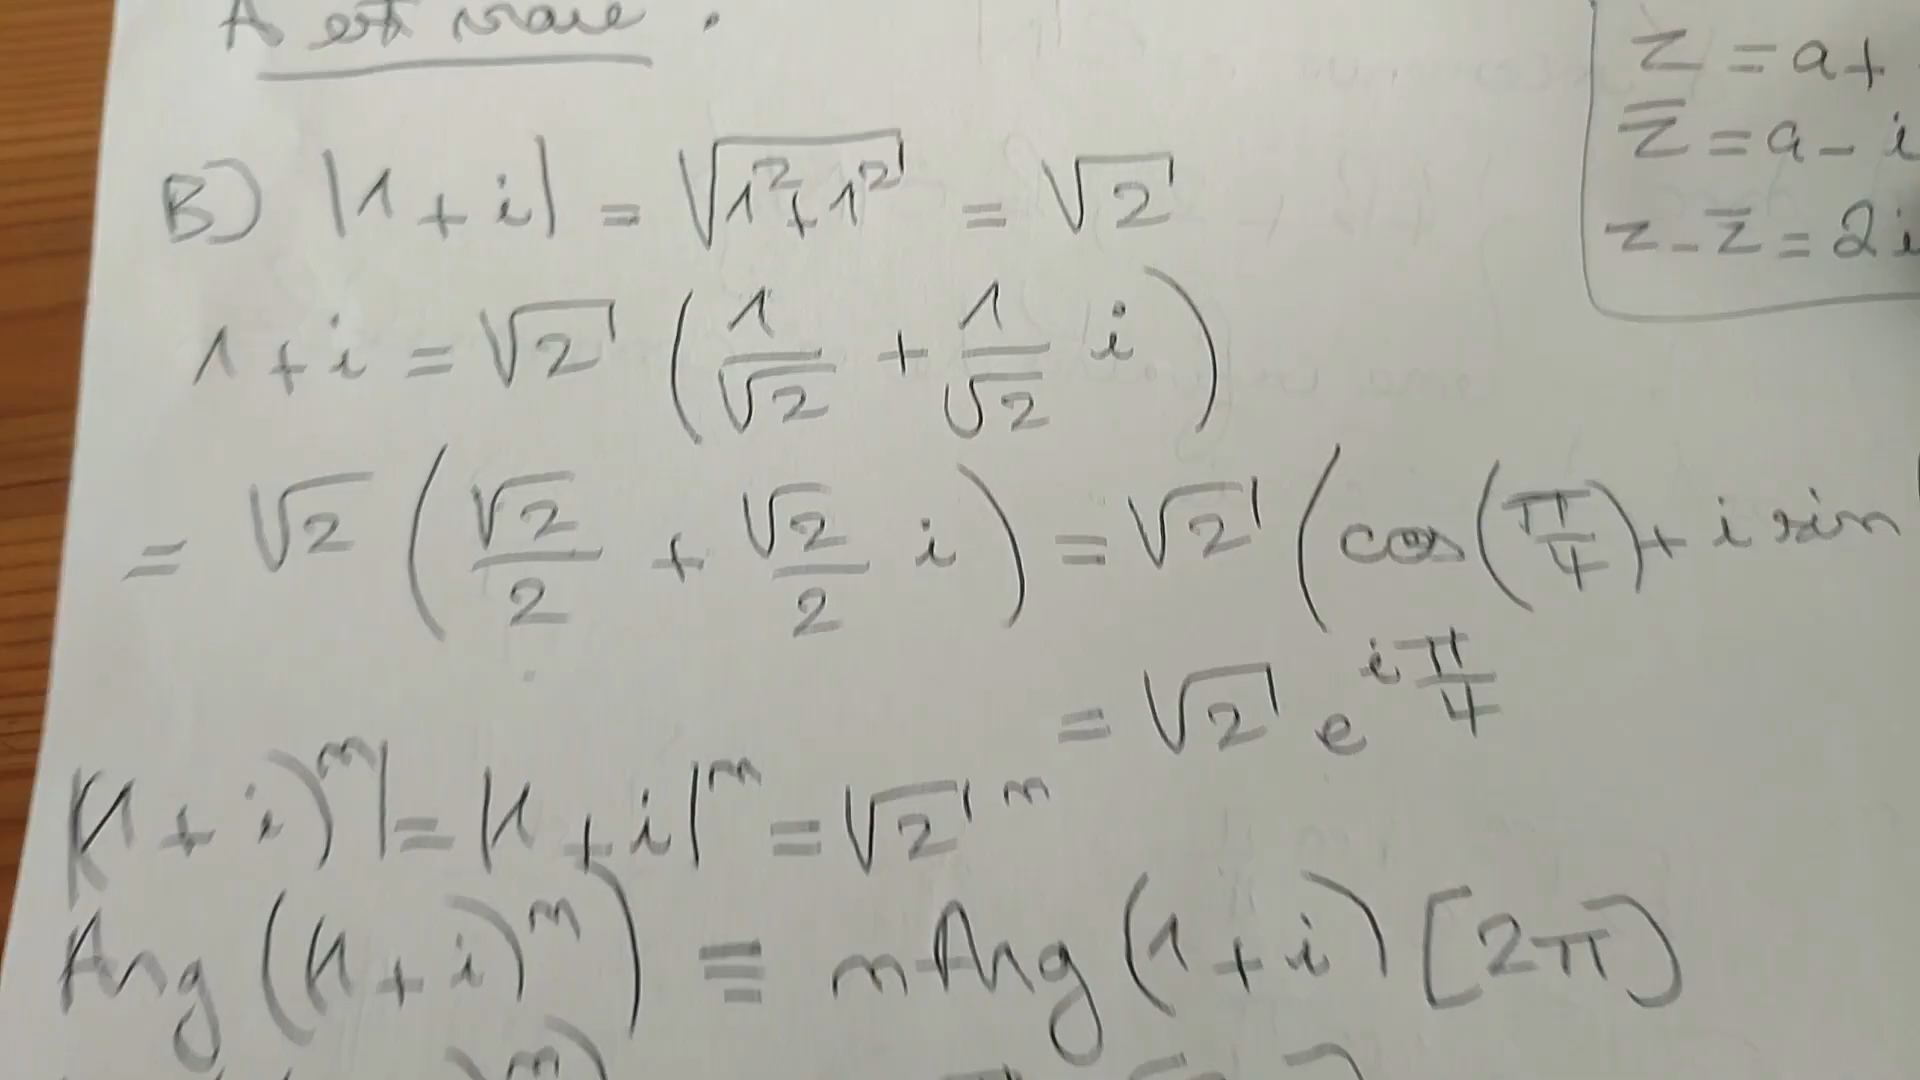 A est vraie.
z = a +
z̅ = a - i
z - z̅ = 2i
B) |1 + i| = √(1² + 1²) = √2
1 + i = √2 (1/√2 + 1/√2 i)
= √2 (√2/2 + √2/2 i) = √2 (cos(π/4) + i sin
= √2 e^(i π/4)
|(1 + i)^n| = |1 + i|^n = √2^n
Arg ((1 + i)^n) ≡ n Arg (1 + i) [2π]